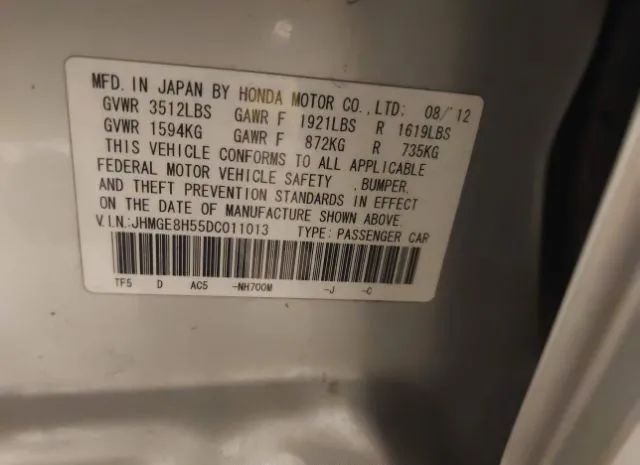 MFD. IN JAPAN BY HONDA MOTOR CO., LTD: 08/'12
GVWR 3512LBS GAWR F 1921LBS R 1619LBS
GVWR 1594KG GAWR F 872KG R 735KG
THIS VEHICLE CONFORMS TO ALL APPLICABLE
FEDERAL MOTOR VEHICLE SAFETY , BUMPER,
AND THEFT PREVENTION STANDARDS IN EFFECT
ON THE DATE OF MANUFACTURE SHOWN ABOVE.
V.I.N.:JHMGE8H55DC011013 TYPE: PASSENGER CAR
TF5 D AC5 -NH700M -J -C